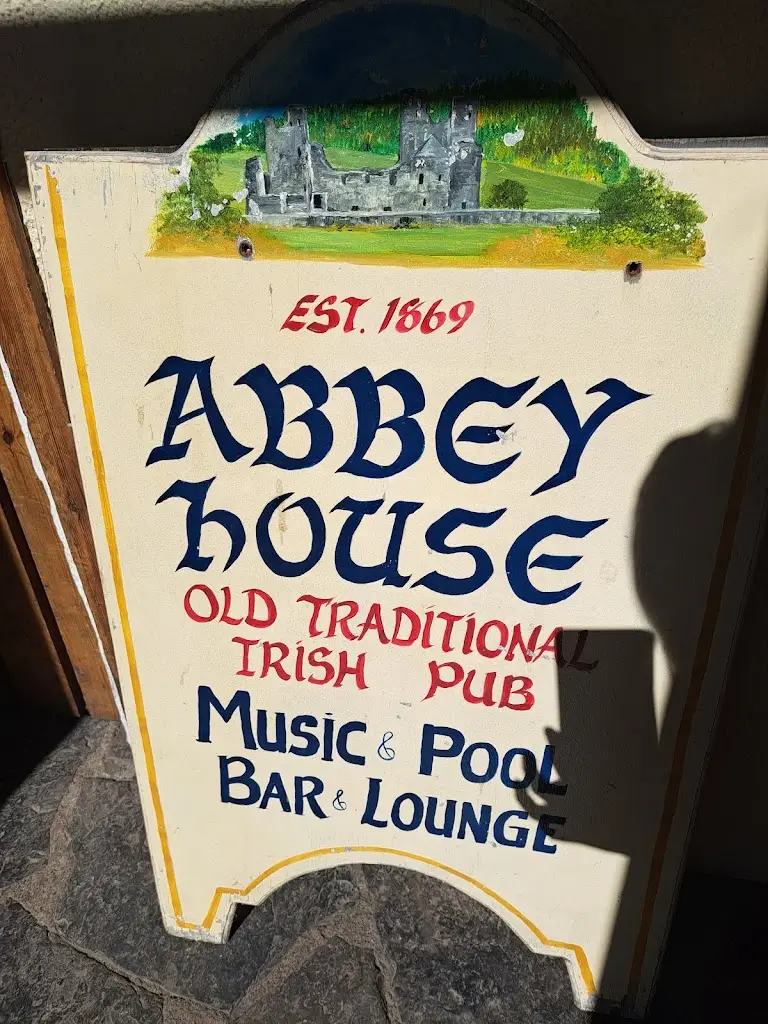 EST. 1869
ABBEY
HOUSE
OLD TRADITIONAL
IRISH PUB
MUSIC & POOL
BAR & LOUNGE